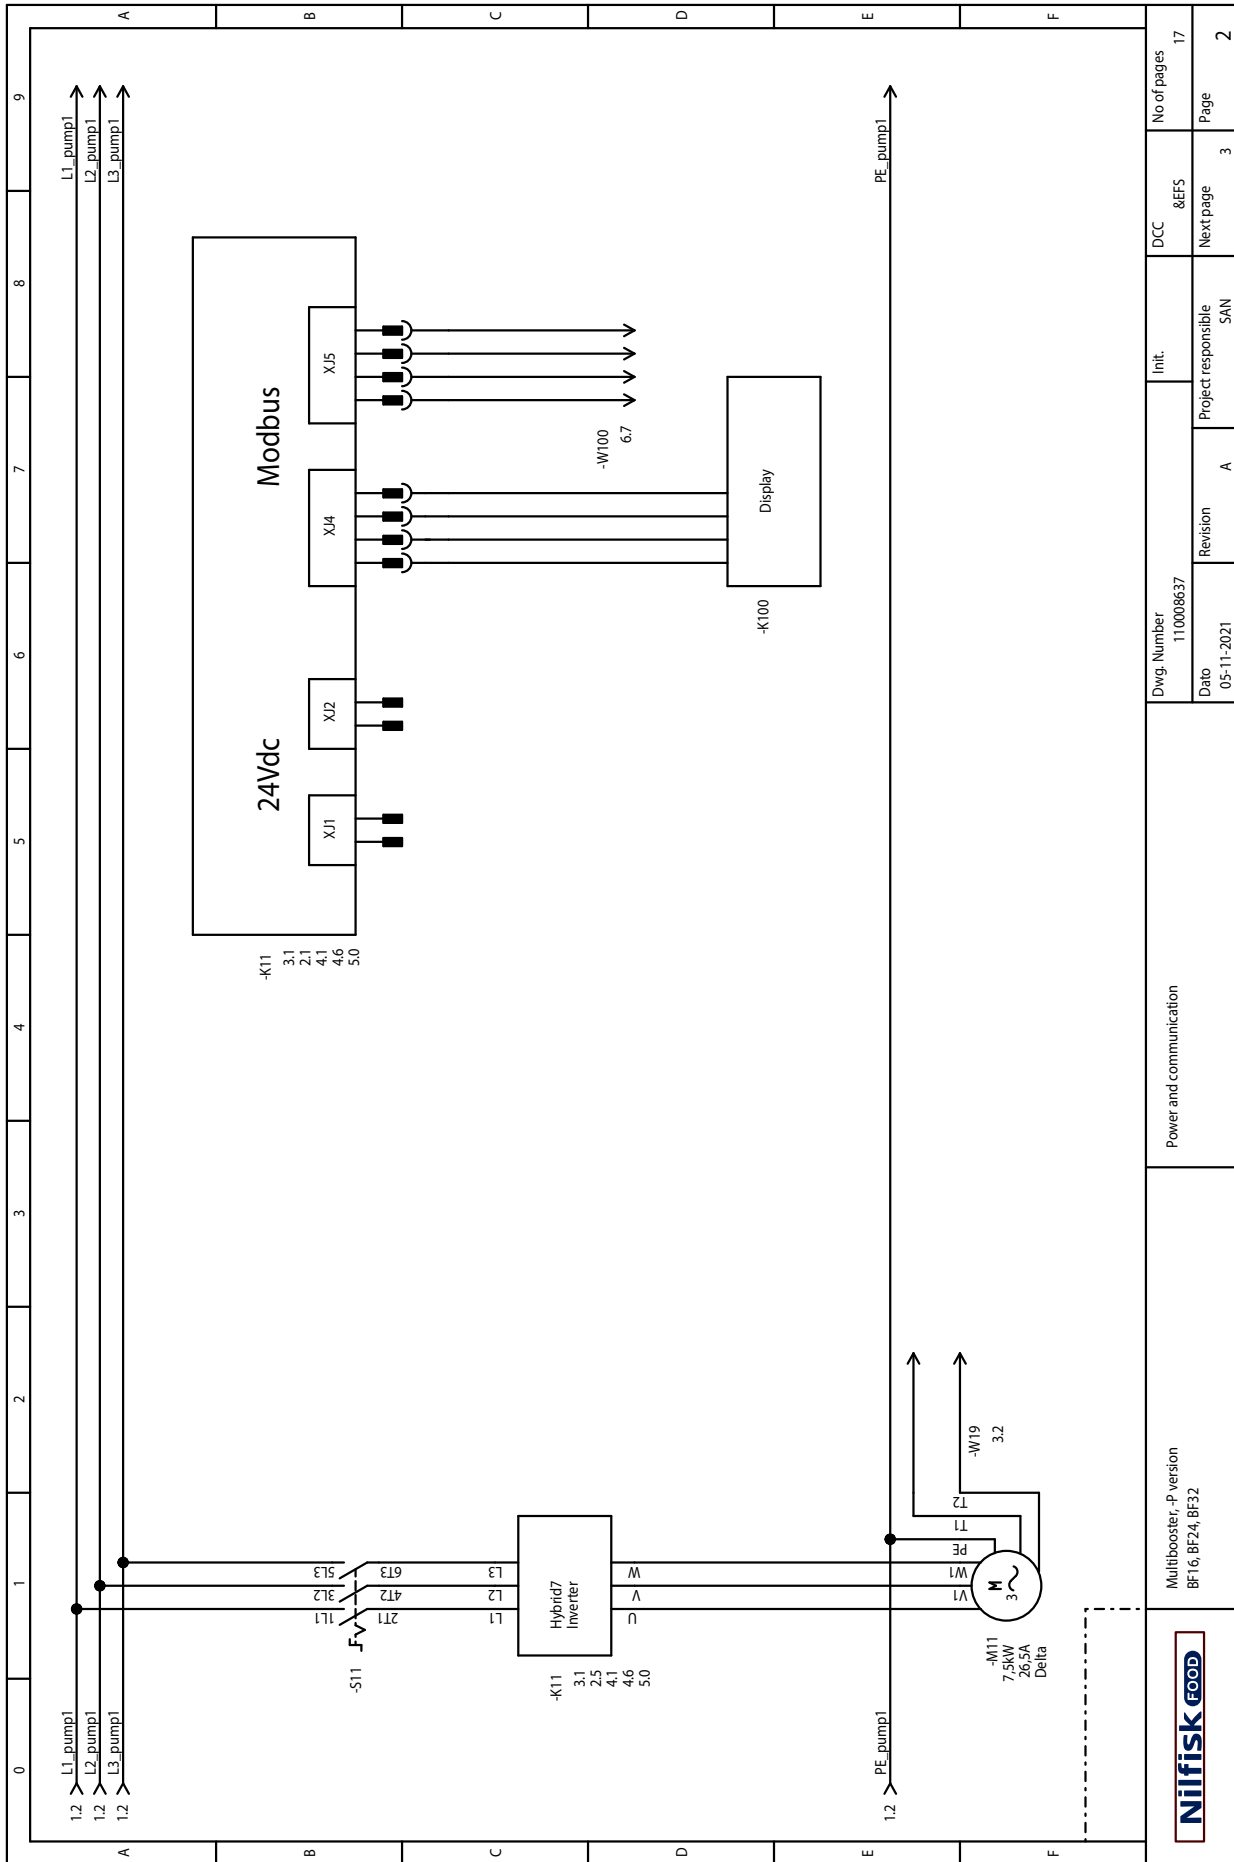 0 1 2 3 4 5 6 7 8 9
A
B
C
D
E
F
A
B
C
D
E
F
1.2 L1_pump1
1.2 L2_pump1
1.2 L3_pump1
L1_pump1
L2_pump1
L3_pump1
-S11
1L1 3L2 5L3
2T1 4T2 6T3
L1 L2 L3
-K11
3.1
2.5
4.1
4.6
5.0
Hybrid7
Inverter
U V W
1.2 PE_pump1
PE_pump1
V1 W1 PE T1 T2
-M11
7,5kW
26,5A
Delta
M
3
-W19
3.2
-K11
3.1
2.1
4.1
4.6
5.0
24Vdc
Modbus
XJ1
XJ2
XJ4
XJ5
-W100
6.7
-K100
Display
Nilfisk FOOD
Multibooster, -P version
BF16, BF24, BF32
Power and communication
Dwg. Number
110008637
Init.
DCC
&EFS
No of pages
17
Dato
05-11-2021
Revision
A
Project responsible
SAN
Next page
3
Page
2